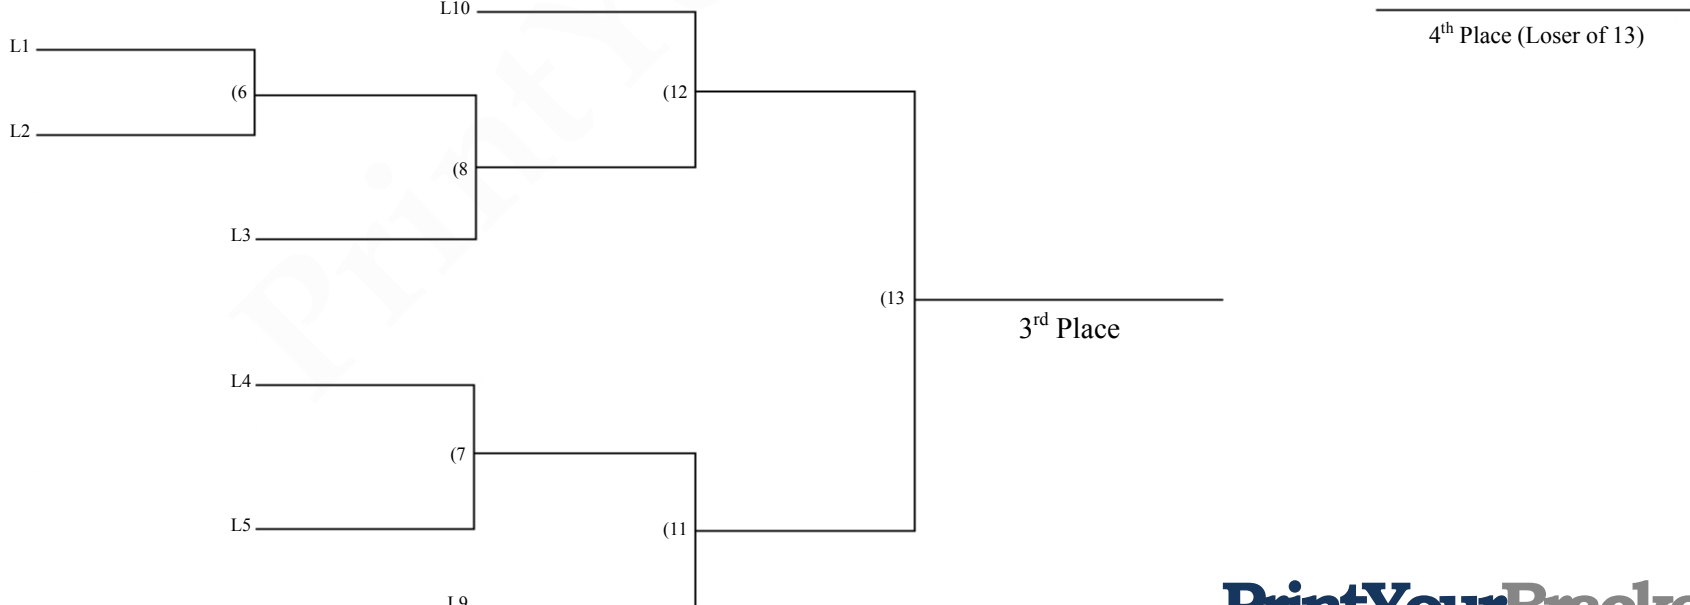 L10
4th Place (Loser of 13)
L1
(6
(12
L2
(8
L3
(13
3rd Place
L4
(7
L5
(11
L9